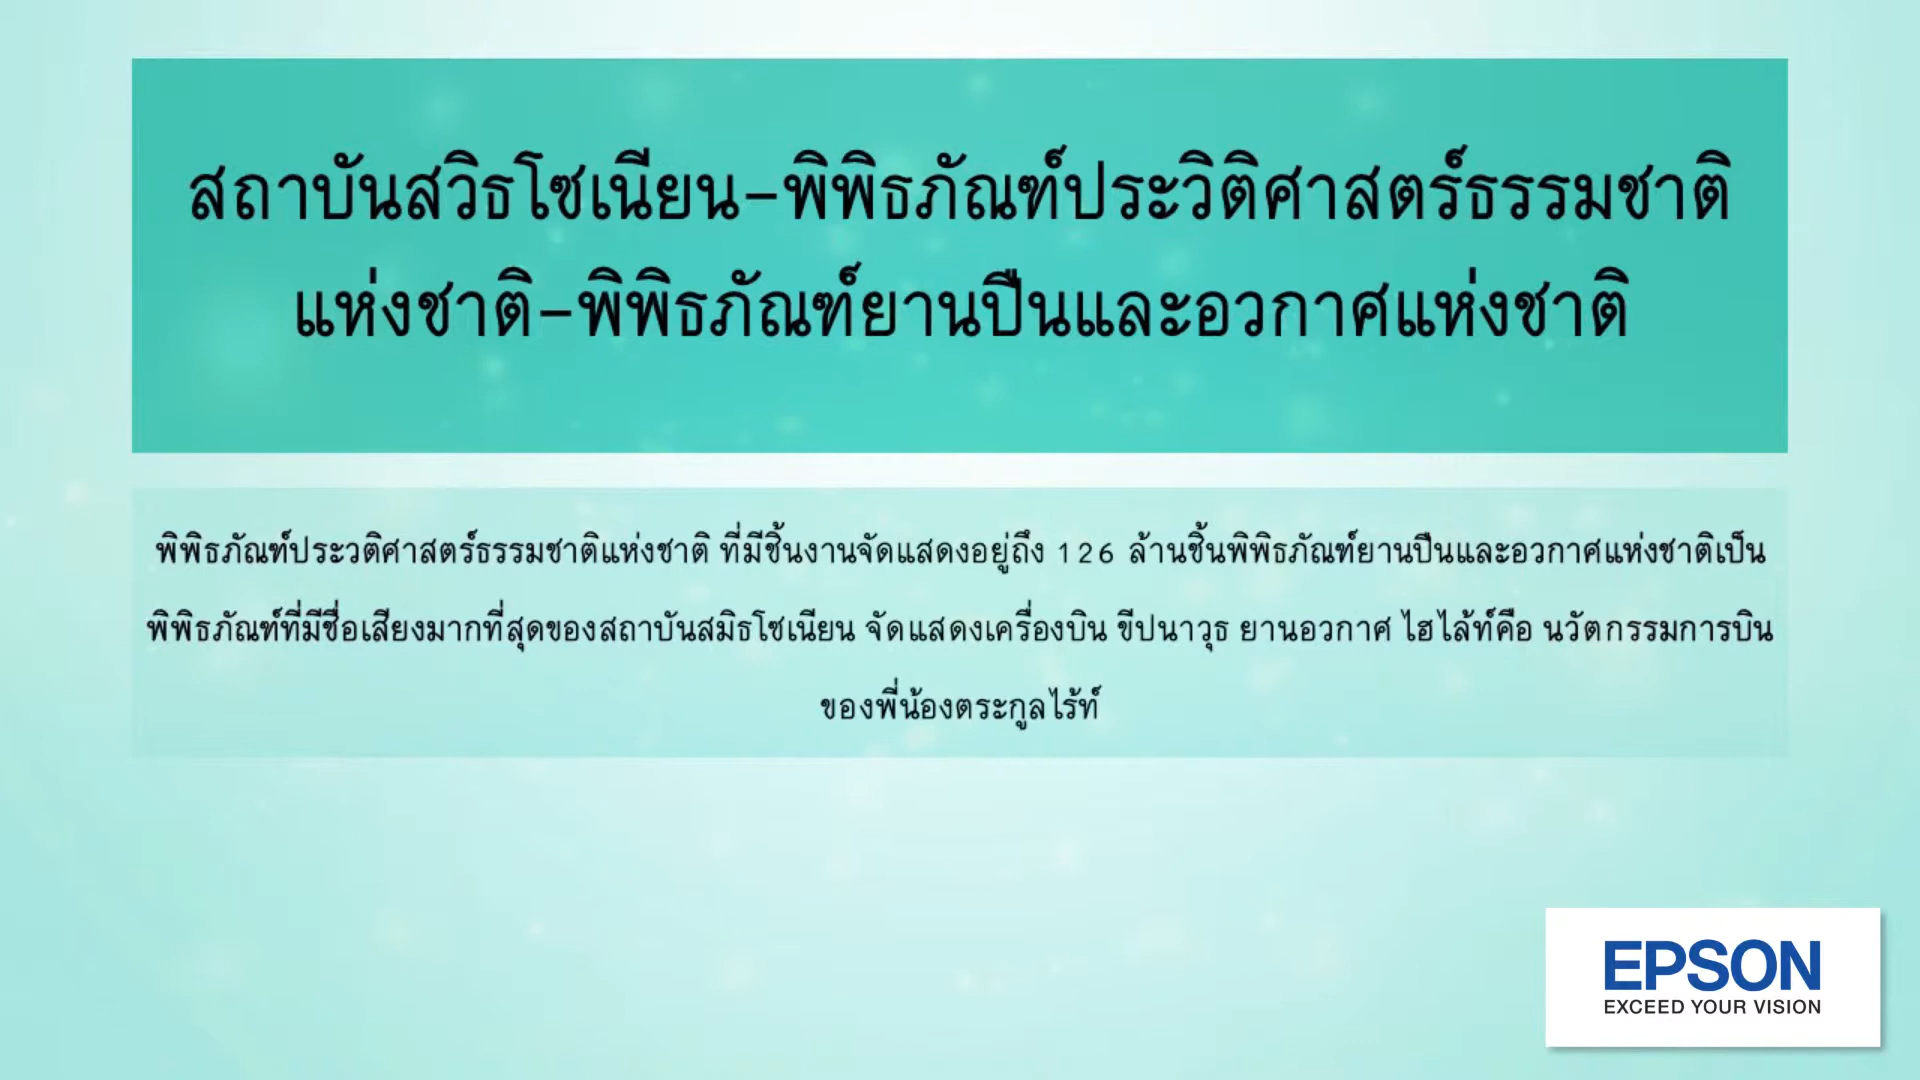 สถาบันสวิธโซเนียน-พิพิธภัณฑ์ประวิติศาสตร์ธรรมชาติ
แห่งชาติ-พิพิธภัณฑ์ยานปืนและอวกาศแห่งชาติ
พิพิธภัณฑ์ประวติศาสตร์ธรรมชาติแห่งชาติ ที่มีชิ้นงานจัดแสดงอยู่ถึง 126 ล้านชิ้นพิพิธภัณฑ์ยานปืนและอวกาศแห่งชาติเป็น
พิพิธภัณฑ์ที่มีชื่อเสียงมากที่สุดของสถาบันสมิธโซเนียน จัดแสดงเครื่องบิน ขีปนาวุธ ยานอวกาศ ไฮไล้ท์คือ นวัตกรรมการบิน
ของพี่น้องตระกูลไร้ท์
EPSON
EXCEED YOUR VISION